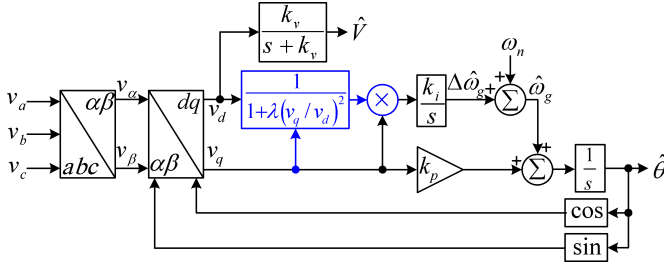 k_v / (s + k_v)
V̂
ω_n
v_a
v_b
v_c
αβ
abc
v_α
v_β
dq
αβ
v_d
v_q
1 / (1+λ(v_q/v_d)^2)
×
k_i / s
Δω̂_g
+
+
Σ
ω̂_g
k_p
+
+
Σ
1 / s
θ̂
cos
sin